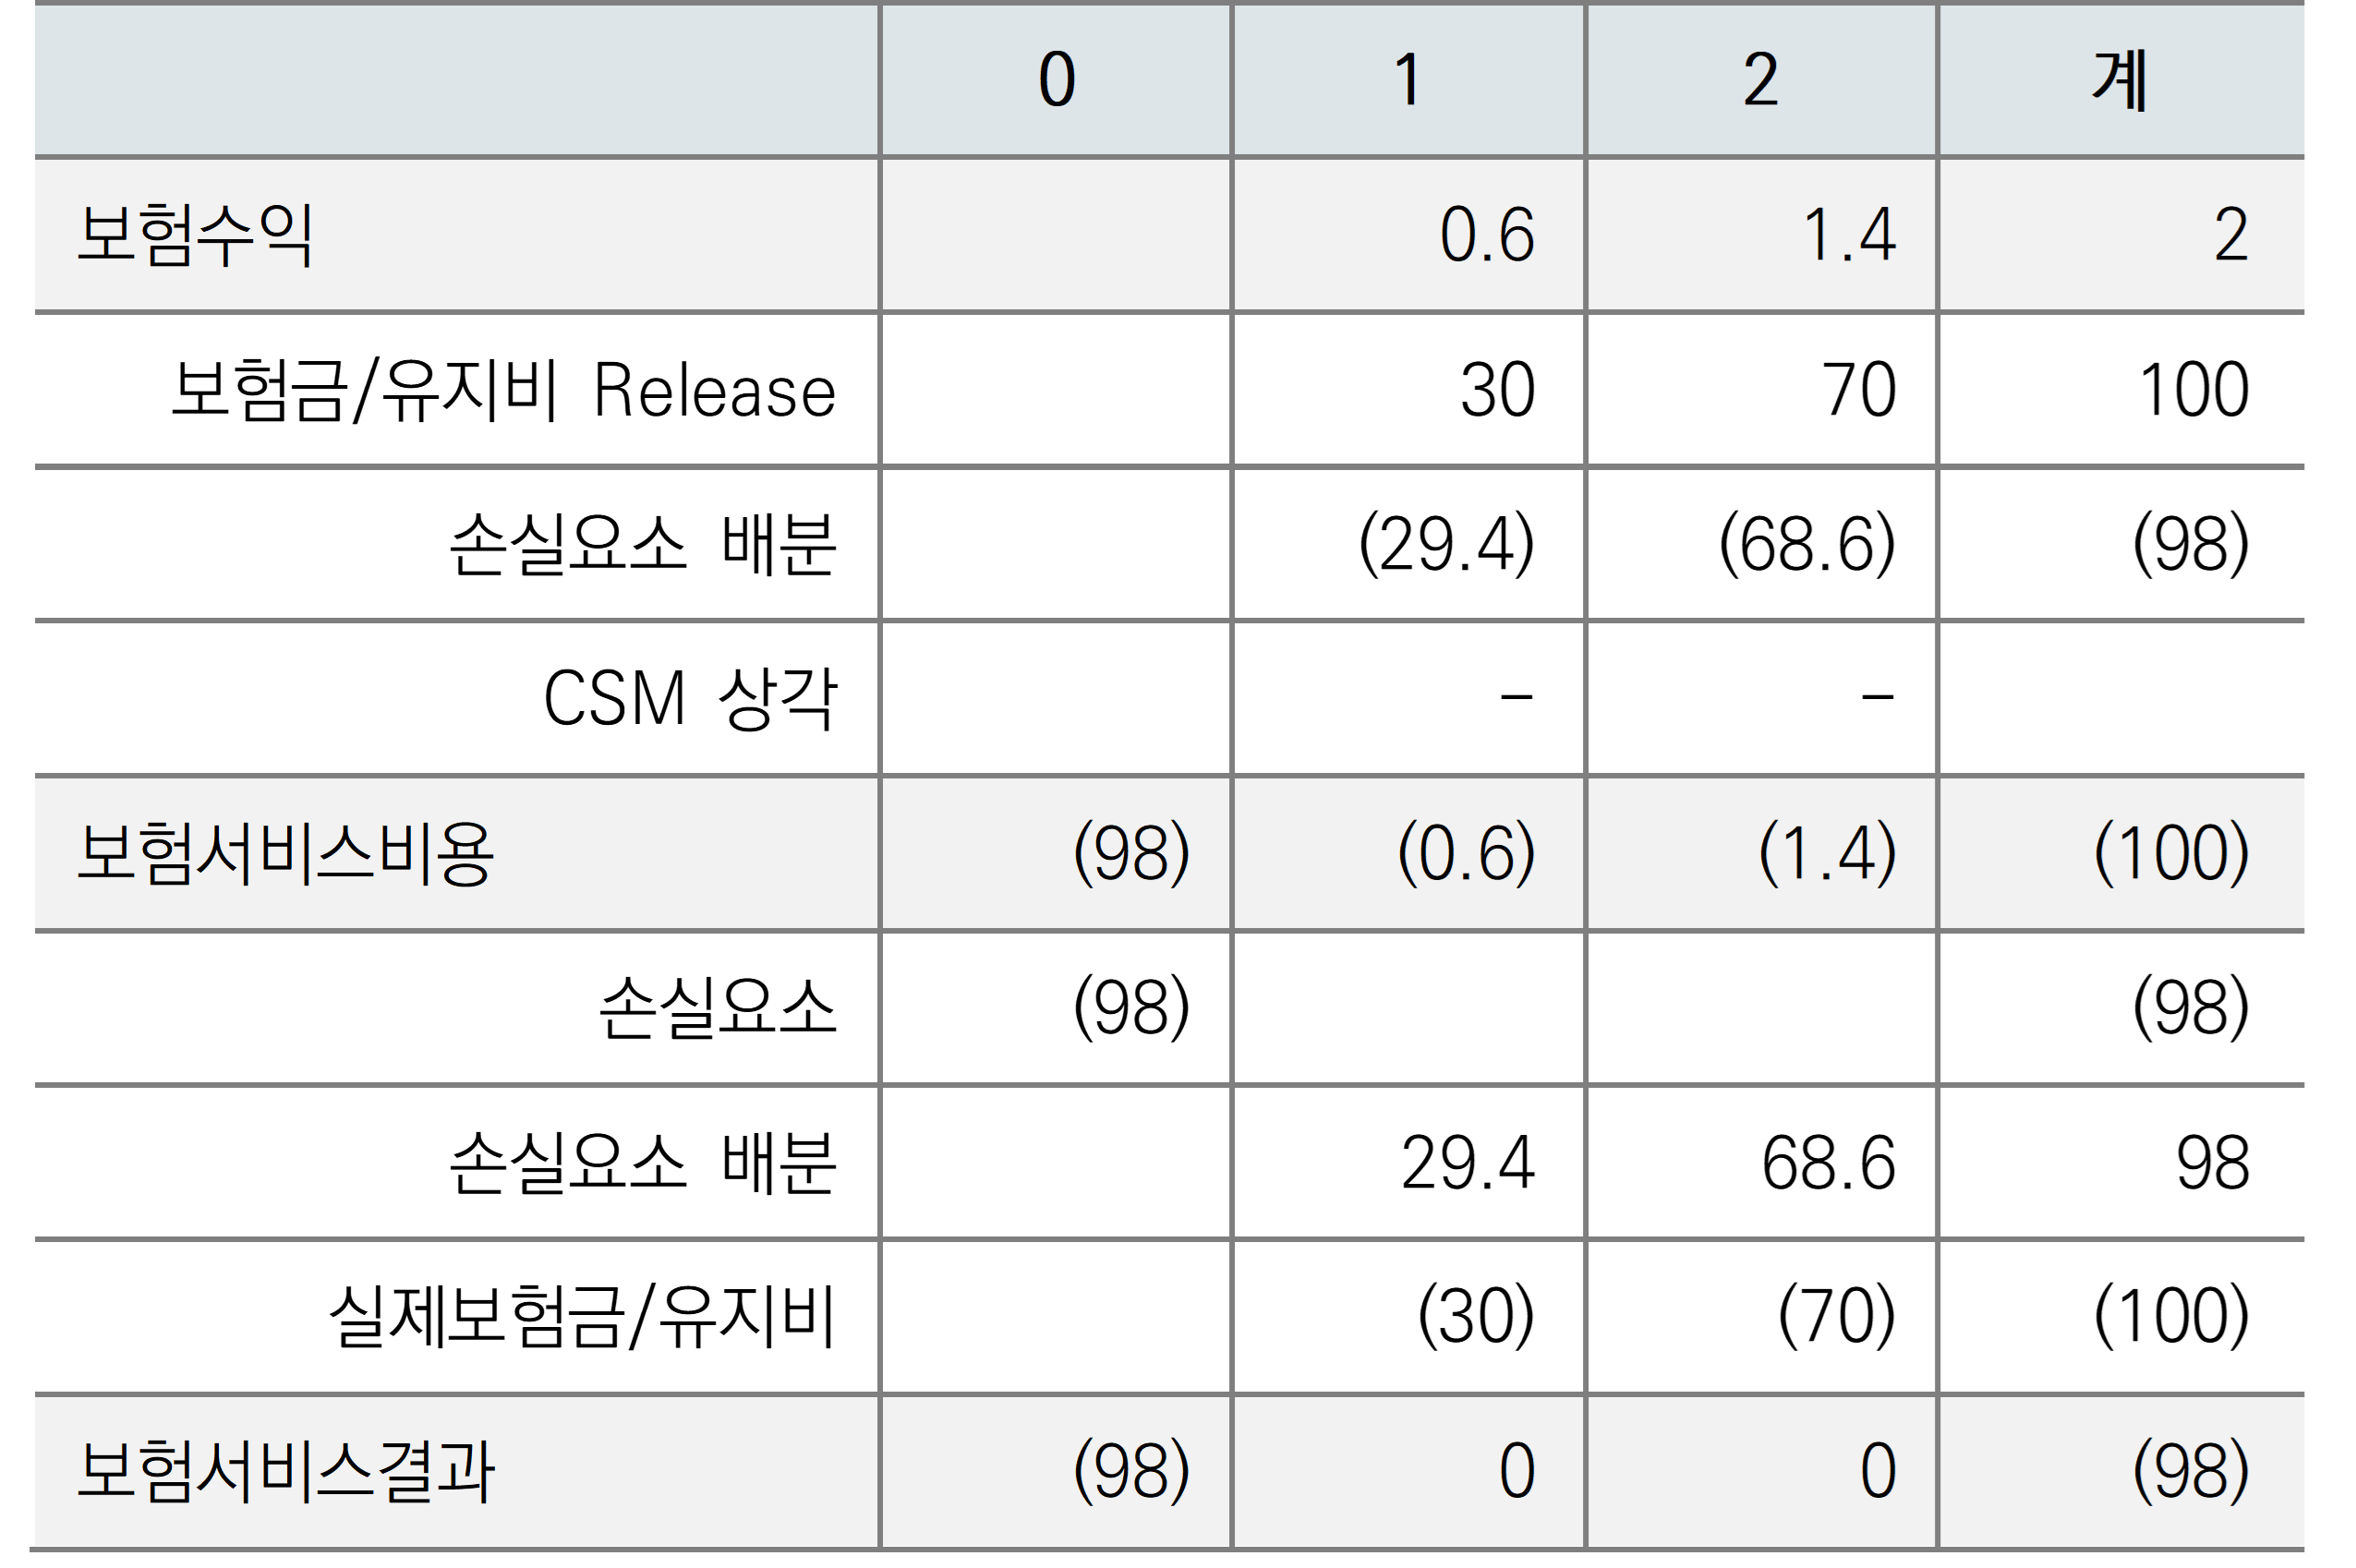 0 1 2 계
보험수익 0.6 1.4 2
보험금/유지비 Release 30 70 100
손실요소 배분 (29.4) (68.6) (98)
CSM 상각 - -
보험서비스비용 (98) (0.6) (1.4) (100)
손실요소 (98) (98)
손실요소 배분 29.4 68.6 98
실제보험금/유지비 (30) (70) (100)
보험서비스결과 (98) 0 0 (98)